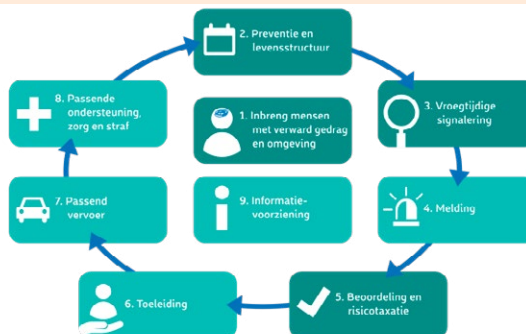 2. Preventie en
levensstructuur
8. Passende
ondersteuning,
zorg en straf
1. Inbreng mensen
met verward gedrag
en omgeving
3. Vroegtijdige
signalering
7. Passend
vervoer
9. Informatie-
voorziening
4. Melding
6. Toeleiding
5. Beoordeling en
risicotaxatie